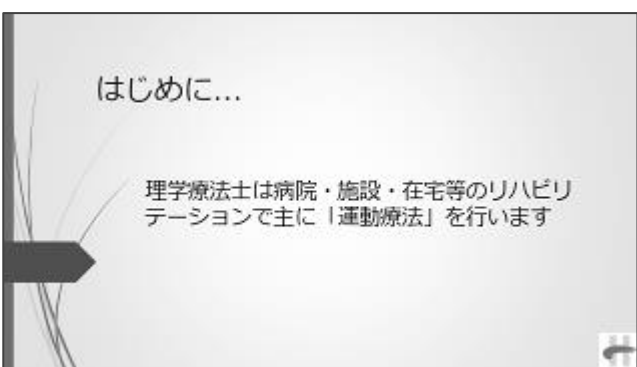 はじめに...
理学療法士は病院・施設・在宅等のリハビリ
テーションで主に「運動療法」を行います